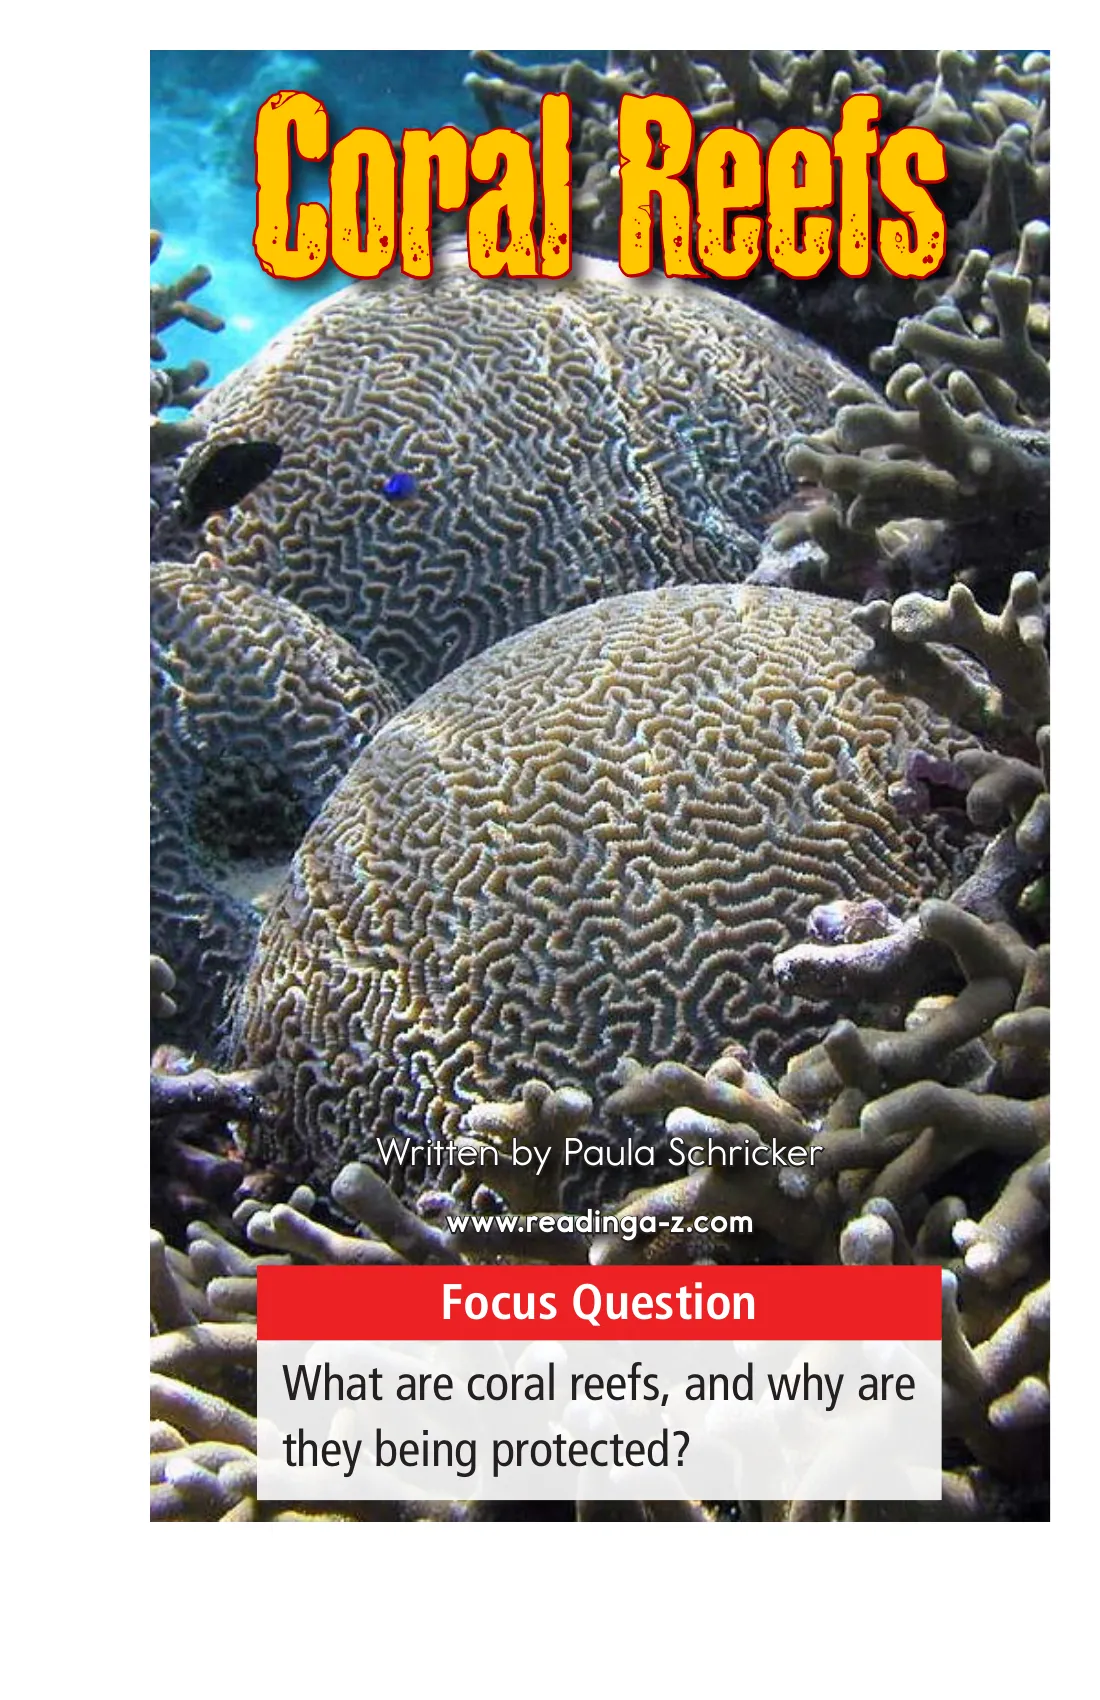 Coral Reefs
Written by Paula Schricker
www.readinga-z.com
Focus Question
What are coral reefs, and why are
they being protected?